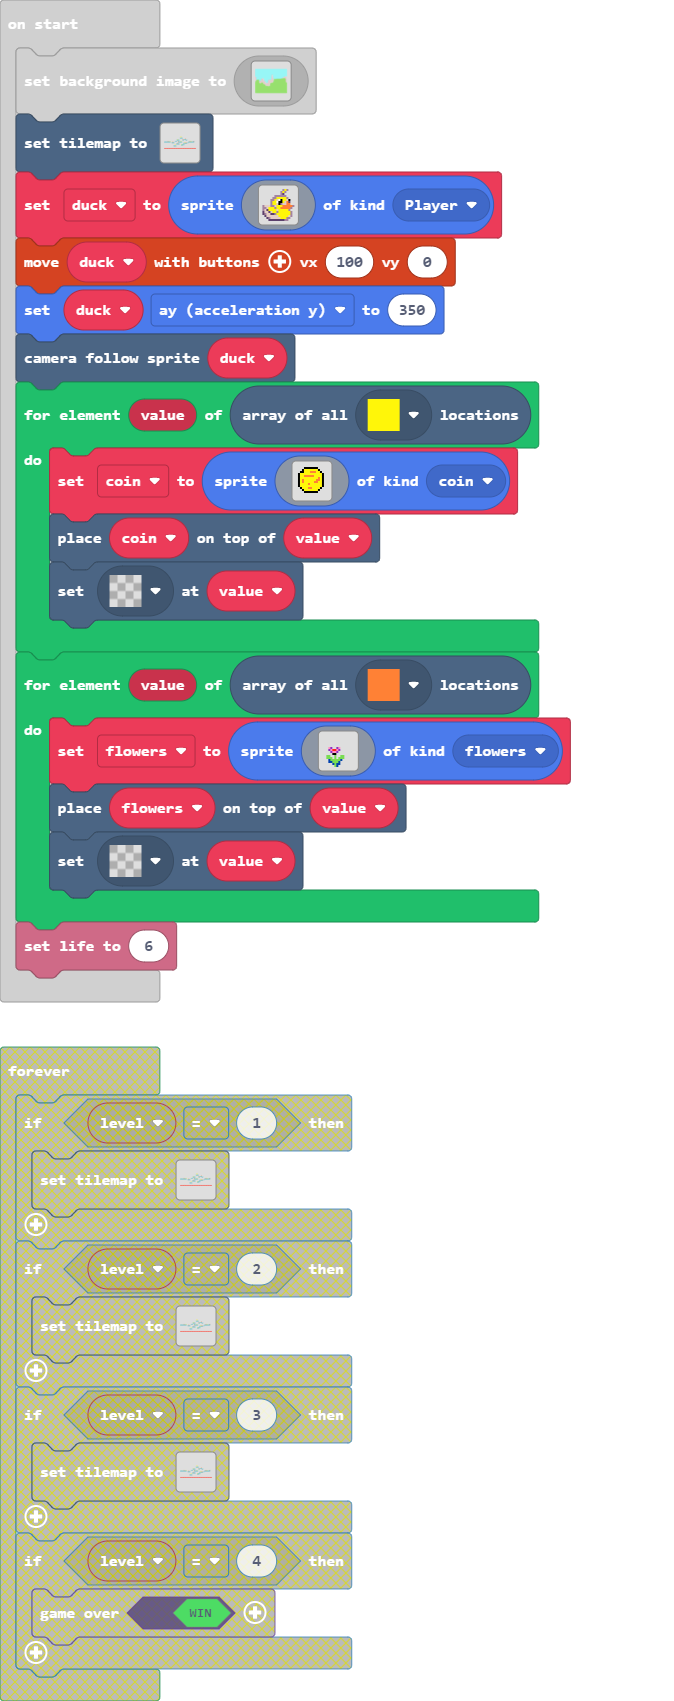 on start
set background image to
set tilemap to
set duck to sprite of kind Player
move duck with buttons vx 100 vy 0
set duck ay (acceleration y) to 350
camera follow sprite duck
for element value of array of all locations
do
set coin to sprite of kind coin
place coin on top of value
set at value
for element value of array of all locations
do
set flowers to sprite of kind flowers
place flowers on top of value
set at value
set life to 6
forever
if level = 1 then
set tilemap to
if level = 2 then
set tilemap to
if level = 3 then
set tilemap to
if level = 4 then
game over WIN